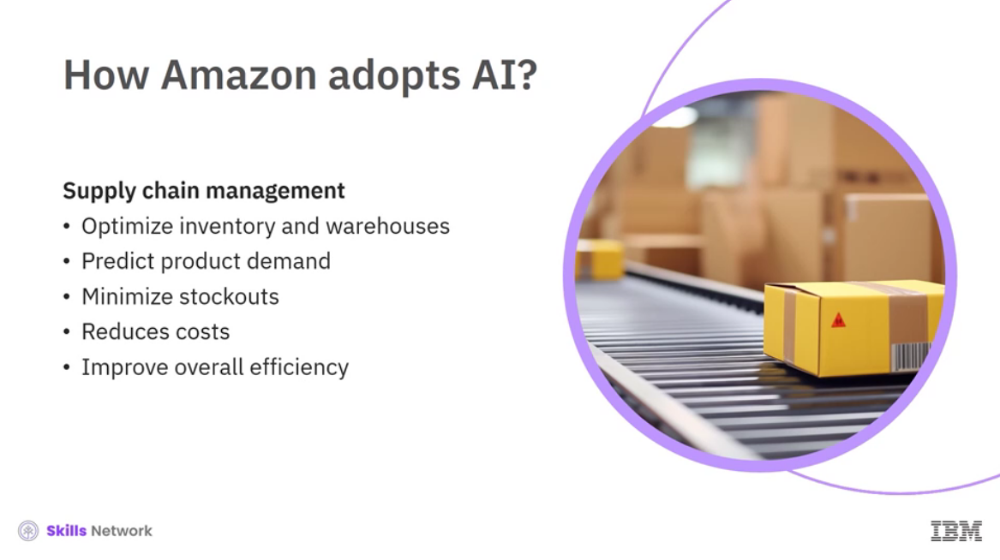 How Amazon adopts AI?
Supply chain management
• Optimize inventory and warehouses
• Predict product demand
• Minimize stockouts
• Reduces costs
• Improve overall efficiency
Skills Network
IBM